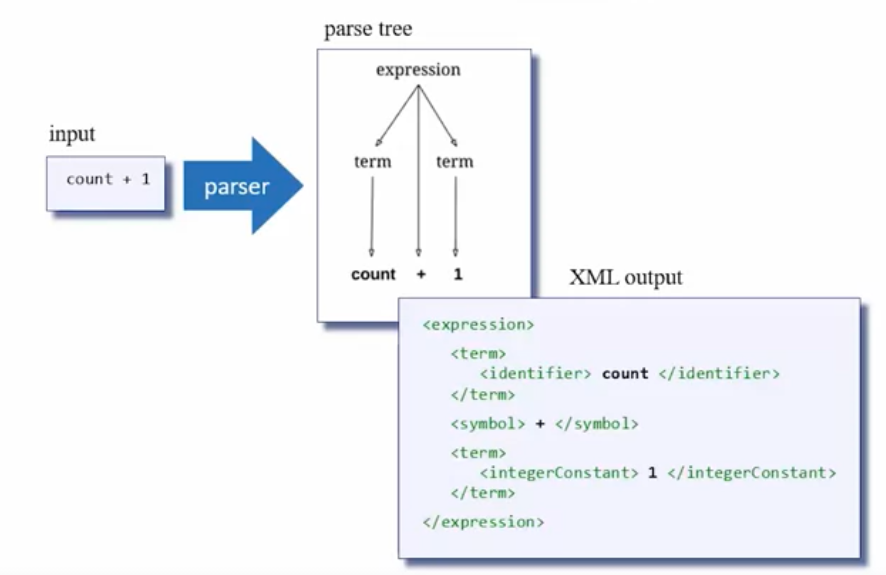 parse tree
expression
input
count + 1
parser
term term
count + 1
XML output
<expression>
<term>
<identifier> count </identifier>
</term>
<symbol> + </symbol>
<term>
<integerConstant> 1 </integerConstant>
</term>
</expression>